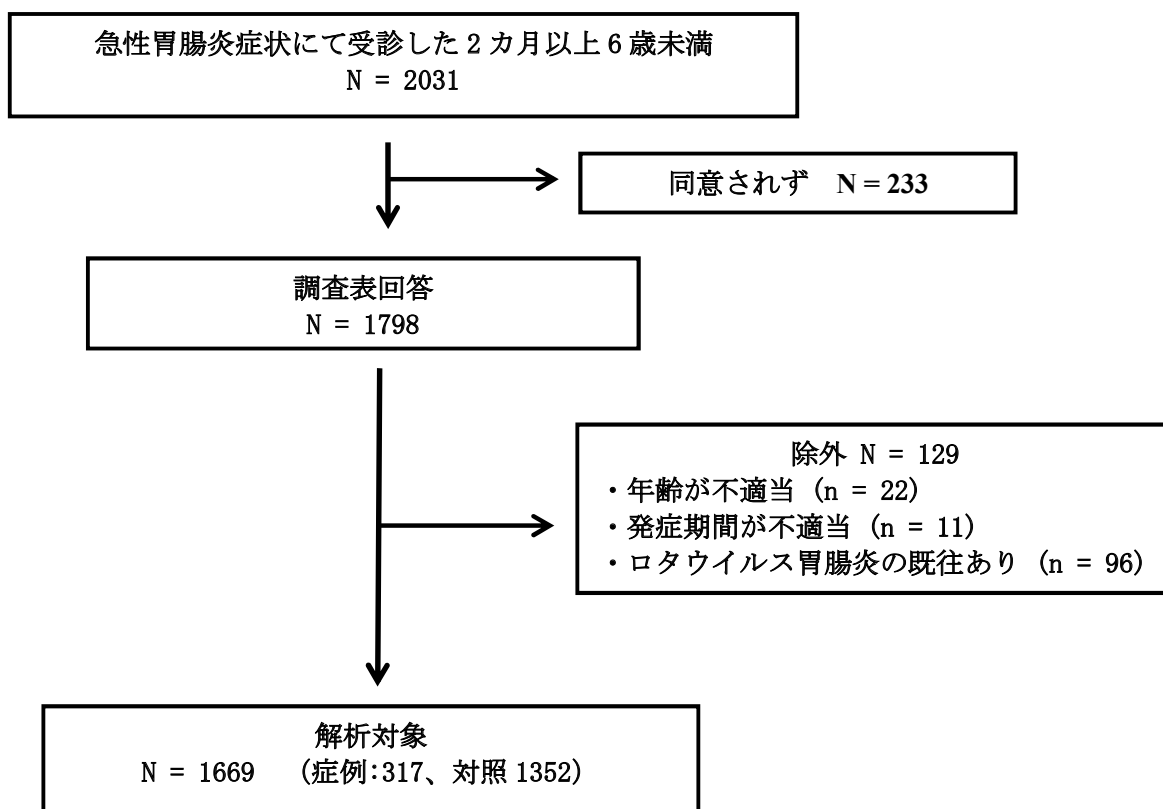 急性胃腸炎症状にて受診した2カ月以上6歳未満
N = 2031
同意されず　N = 233
調査表回答
N = 1798
除外 N = 129
・年齢が不適当 (n = 22)
・発症期間が不適当 (n = 11)
・ロタウイルス胃腸炎の既往あり (n = 96)
解析対象
N = 1669　(症例:317、対照 1352)